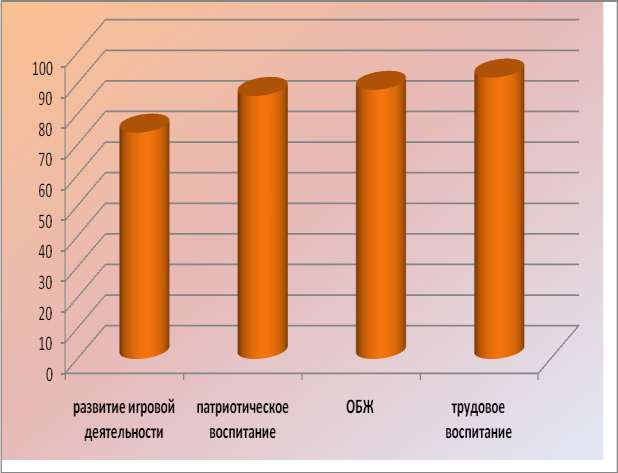 100
90
80
70
60
50
40
30
20
10
0
развитие игровой
деятельности
патриотическое
воспитание
ОБЖ
трудовое
воспитание